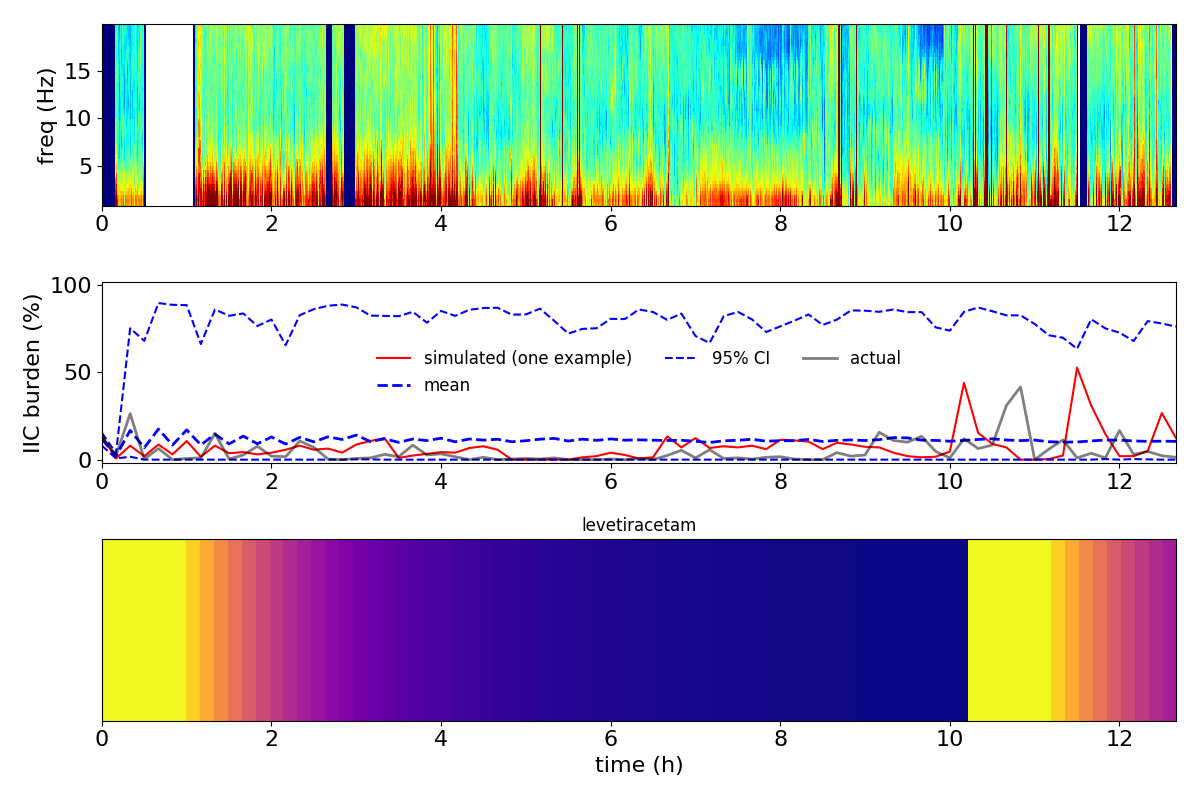 freq (Hz)
15
10
5
0 2 4 6 8 10 12
IIC burden (%)
100
50
0
simulated (one example) 95% CI actual
mean
0 2 4 6 8 10 12
levetiracetam
0 2 4 6 8 10 12
time (h)